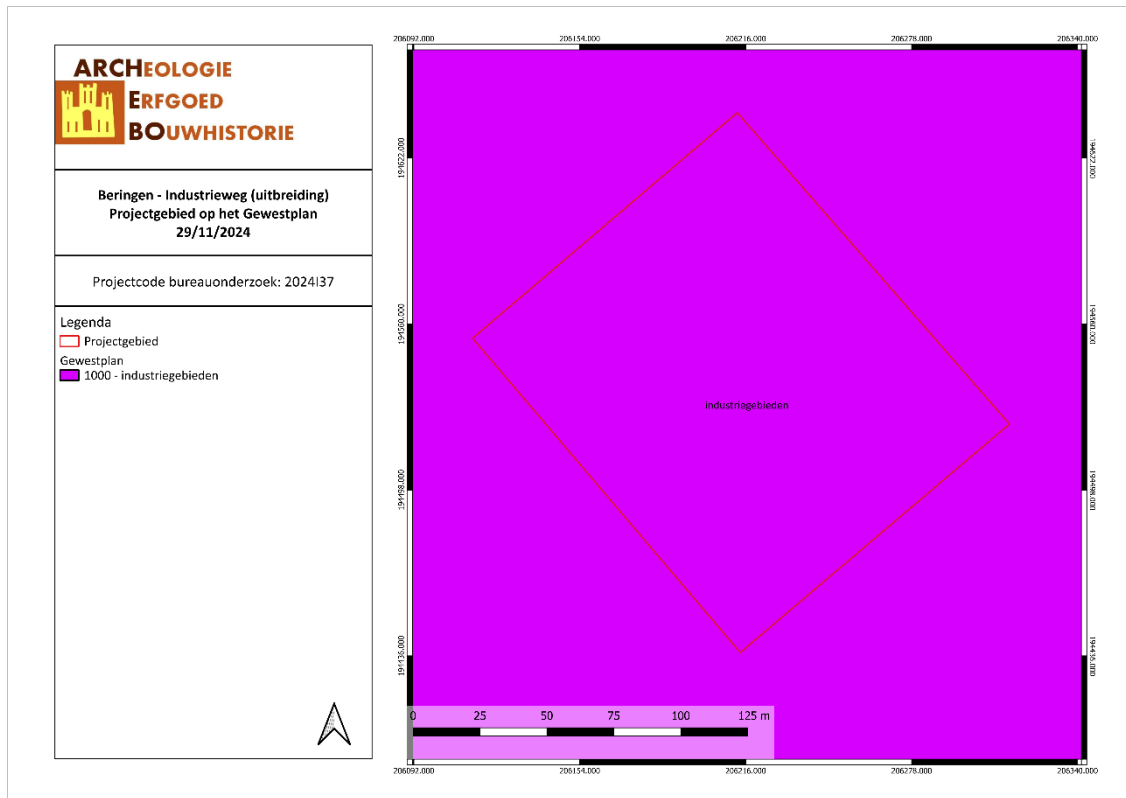 ARCHEOLOGIE
ERFGOED
BOUWHISTORIE
Beringen - Industrieweg (uitbreiding)
Projectgebied op het Gewestplan
29/11/2024
Projectcode bureauonderzoek: 2024I37
Legenda
Projectgebied
Gewestplan
1000 - industriegebieden
206092.000 206154.000 206216.000 206278.000 206340.000
194622.000 194622.000
194560.000 194560.000
industriegebieden
194498.000 194498.000
194436.000 194436.000
0 25 50 75 100 125 m
206092.000 206154.000 206216.000 206278.000 206340.000